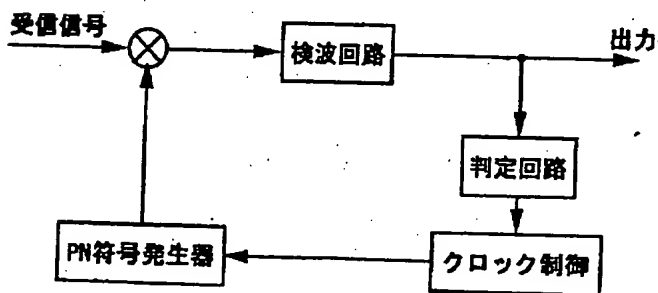 受信信号
検波回路
出力
判定回路
PN符号発生器
クロック制御